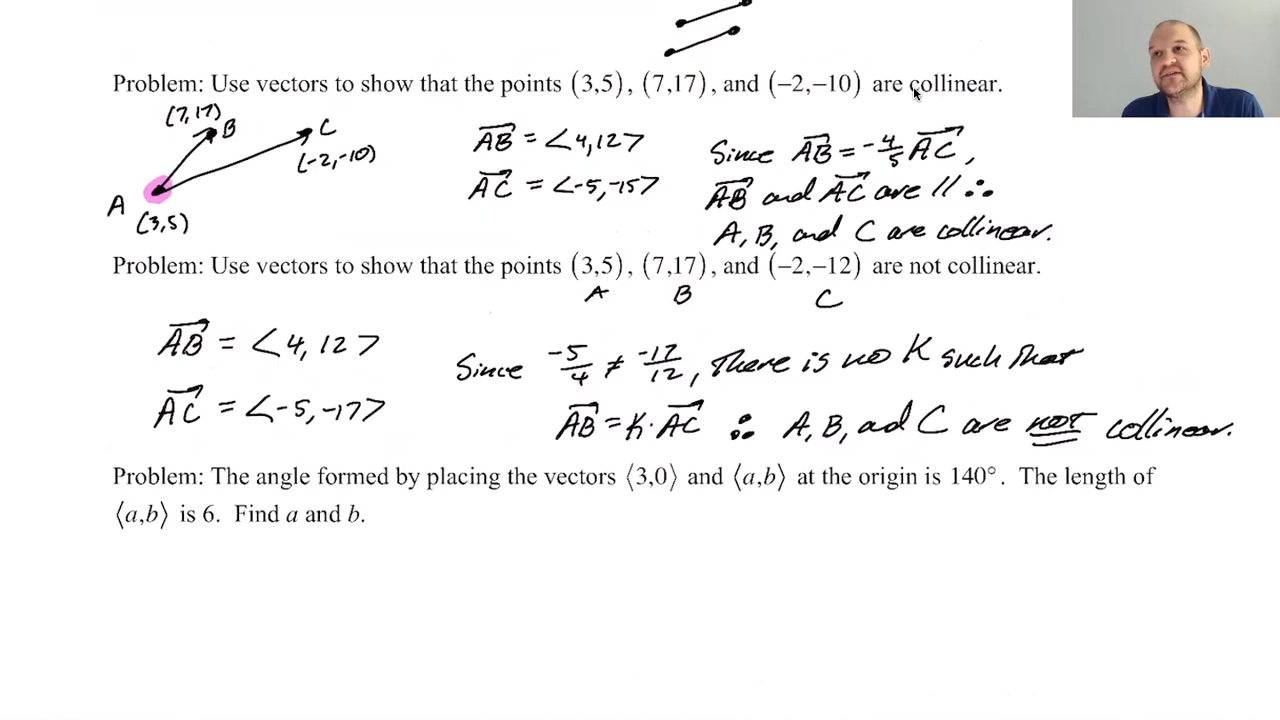 Problem: Use vectors to show that the points (3,5), (7,17), and (−2,−10) are collinear.
(7,17)
B
C
(-2,-10)
A
(3,5)
AB = <4,12>
AC = <-5,-15>
Since AB = -4/5 AC,
AB and AC are // ∴
A, B, and C are collinear.
Problem: Use vectors to show that the points (3,5), (7,17), and (−2,−12) are not collinear.
A B C
AB = <4,12>
AC = <-5,-17>
Since -5/4 ≠ -17/12, there is no K such that
AB = K·AC ∴ A, B, and C are not collinear.
Problem: The angle formed by placing the vectors ⟨3,0⟩ and ⟨a,b⟩ at the origin is 140°. The length of
⟨a,b⟩ is 6. Find a and b.